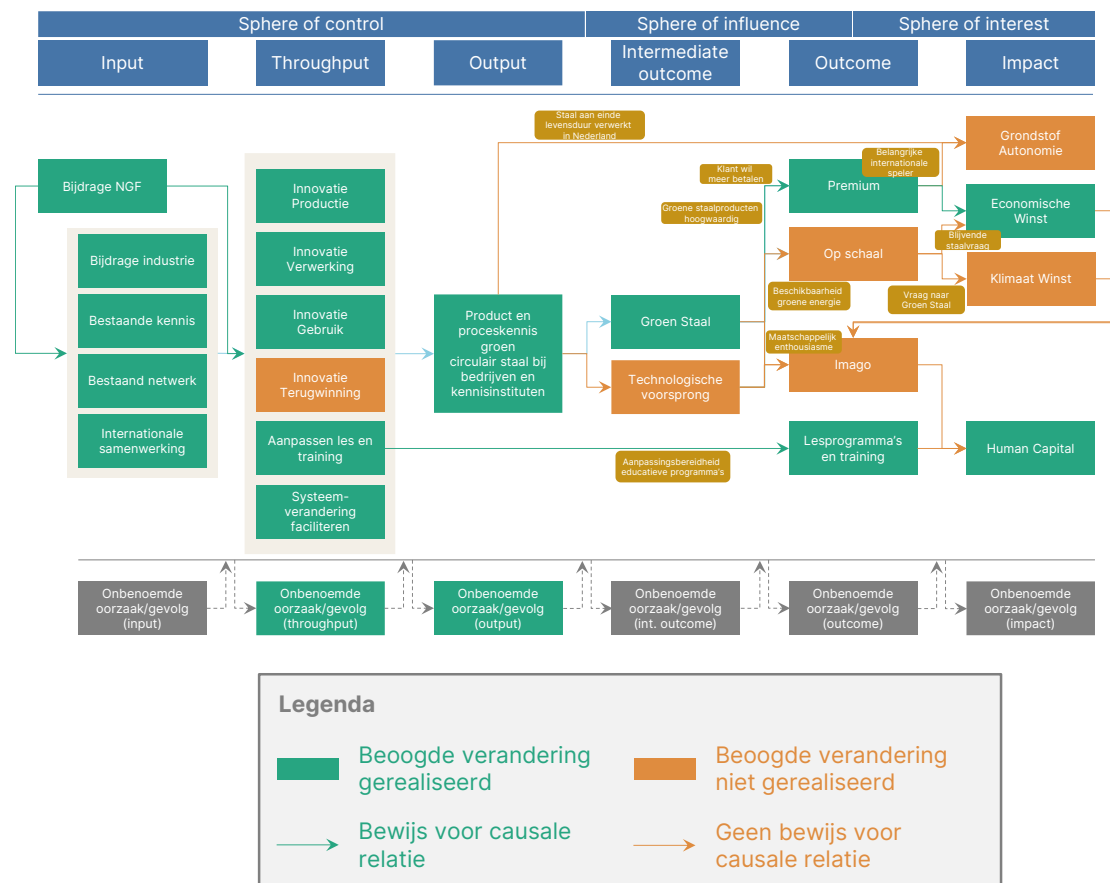 Sphere of control
Sphere of influence
Sphere of interest
Input
Throughput
Output
Intermediate
outcome
Outcome
Impact
Staal aan einde
levensduur verwerkt
in Nederland
Grondstof
Autonomie
Bijdrage NGF
Klant wil
meer betalen
Belangrijke
internationale
speler
Premium
Innovatie
Productie
Groene staalproducten
hoogwaardig
Economische
Winst
Bijdrage industrie
Innovatie
Verwerking
Op schaal
Blijvende
staalvraag
Klimaat Winst
Beschikbaarheid
groene energie
Vraag naar
Groen Staal
Bestaande kennis
Innovatie
Gebruik
Product en
proceskennis
groen
circulair staal bij
bedrijven en
kennisinstituten
Groen Staal
Maatschappelijk
enthousiasme
Imago
Bestaand netwerk
Innovatie
Terugwinning
Technologische
voorsprong
Internationale
samenwerking
Aanpassen les en
training
Aanpassingsbereidheid
educatieve programma's
Lesprogramma's
en training
Human Capital
Systeem-
verandering
faciliteren
Onbenoemde
oorzaak/gevolg
(input)
Onbenoemde
oorzaak/gevolg
(throughput)
Onbenoemde
oorzaak/gevolg
(output)
Onbenoemde
oorzaak/gevolg
(int. outcome)
Onbenoemde
oorzaak/gevolg
(outcome)
Onbenoemde
oorzaak/gevolg
(impact)
Legenda
Beoogde verandering
gerealiseerd
Beoogde verandering
niet gerealiseerd
Bewijs voor causale
relatie
Geen bewijs voor
causale relatie